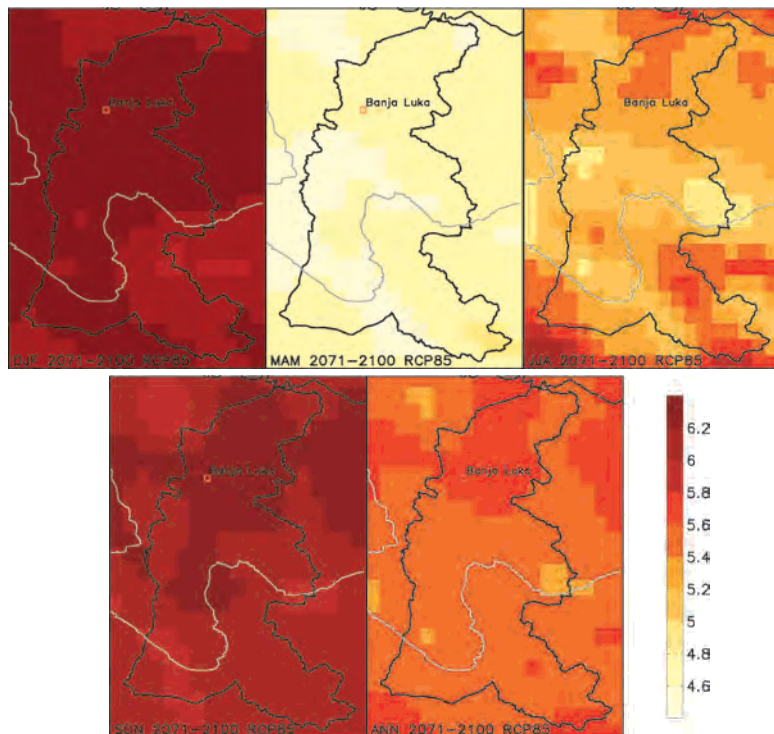 Banja Luka
Banja Luka
Banja Luka
DJF 2071-2100 RCP85
MAM 2071-2100 RCP85
JJA 2071-2100 RCP85
Banja Luka
Banja Luka
SON 2071-2100 RCP85
ANN 2071-2100 RCP85
6.2
6
5.8
5.6
5.4
5.2
5
4.8
4.6